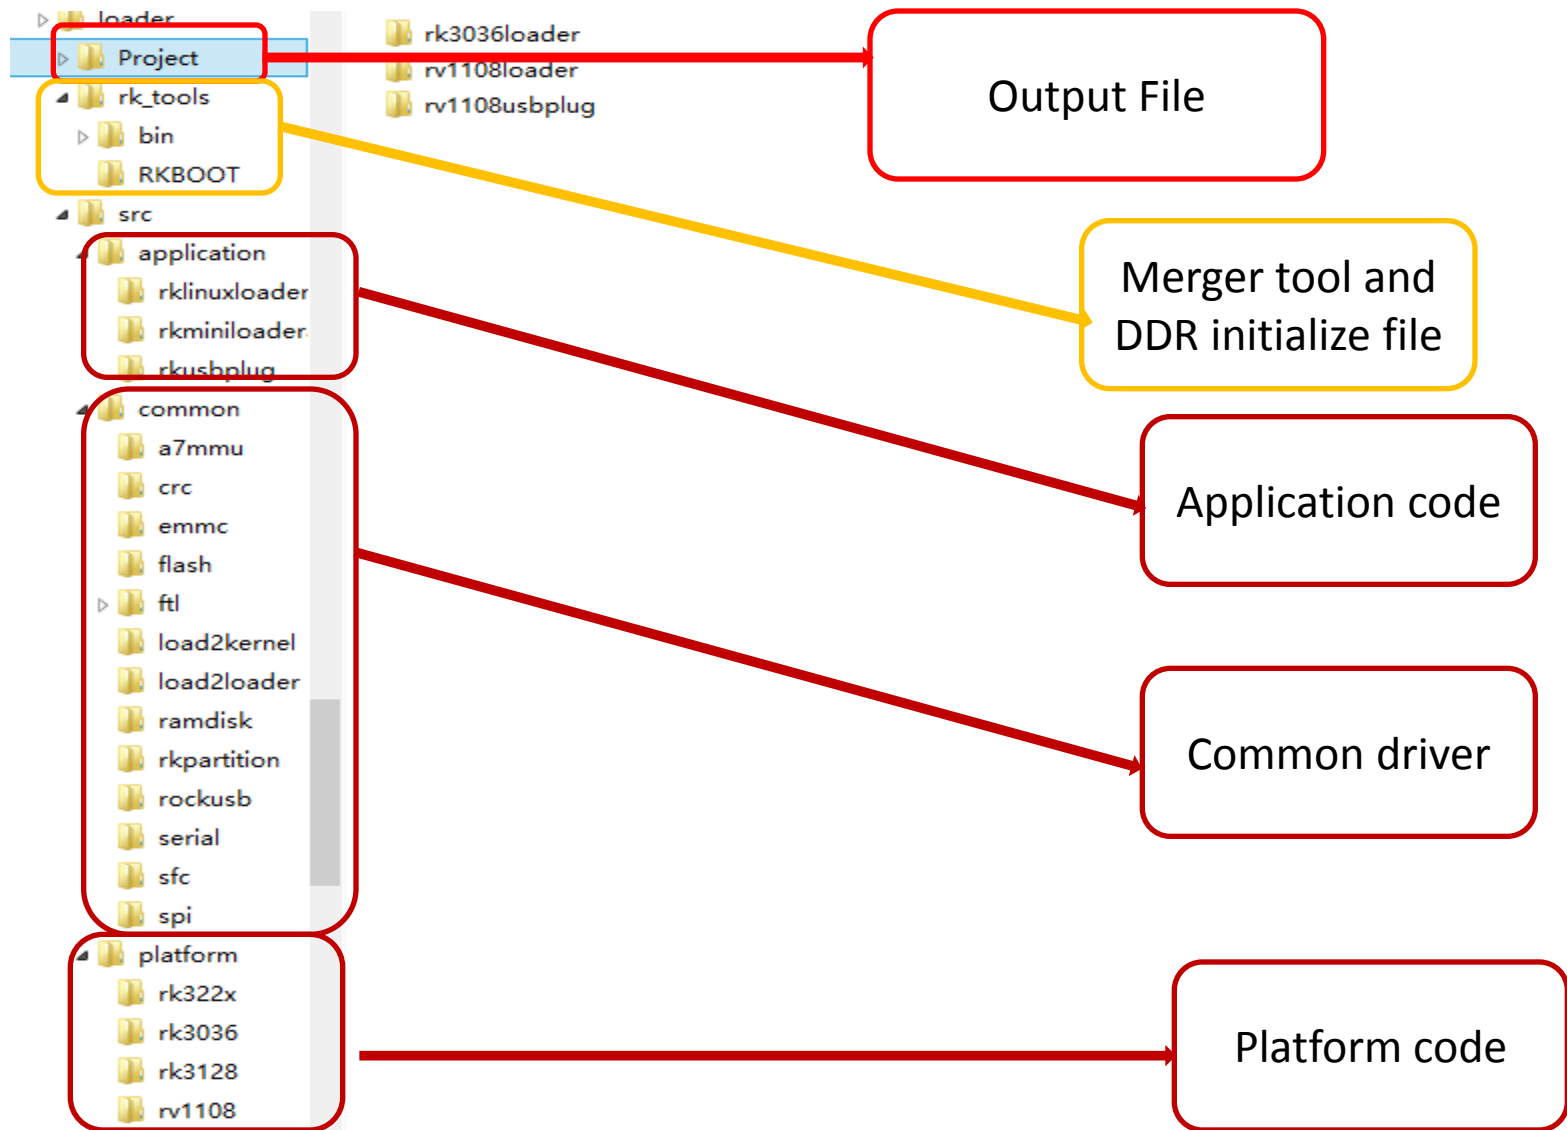 loader
Project
rk_tools
bin
RKBOOT
src
application
rklinuxloader
rkminiloader
rkusbplug
common
a7mmu
crc
emmc
flash
ftl
load2kernel
load2loader
ramdisk
rkpartition
rockusb
serial
sfc
spi
platform
rk322x
rk3036
rk3128
rv1108
rk3036loader
rv1108loader
rv1108usbplug
Output File
Merger tool and
DDR initialize file
Application code
Common driver
Platform code